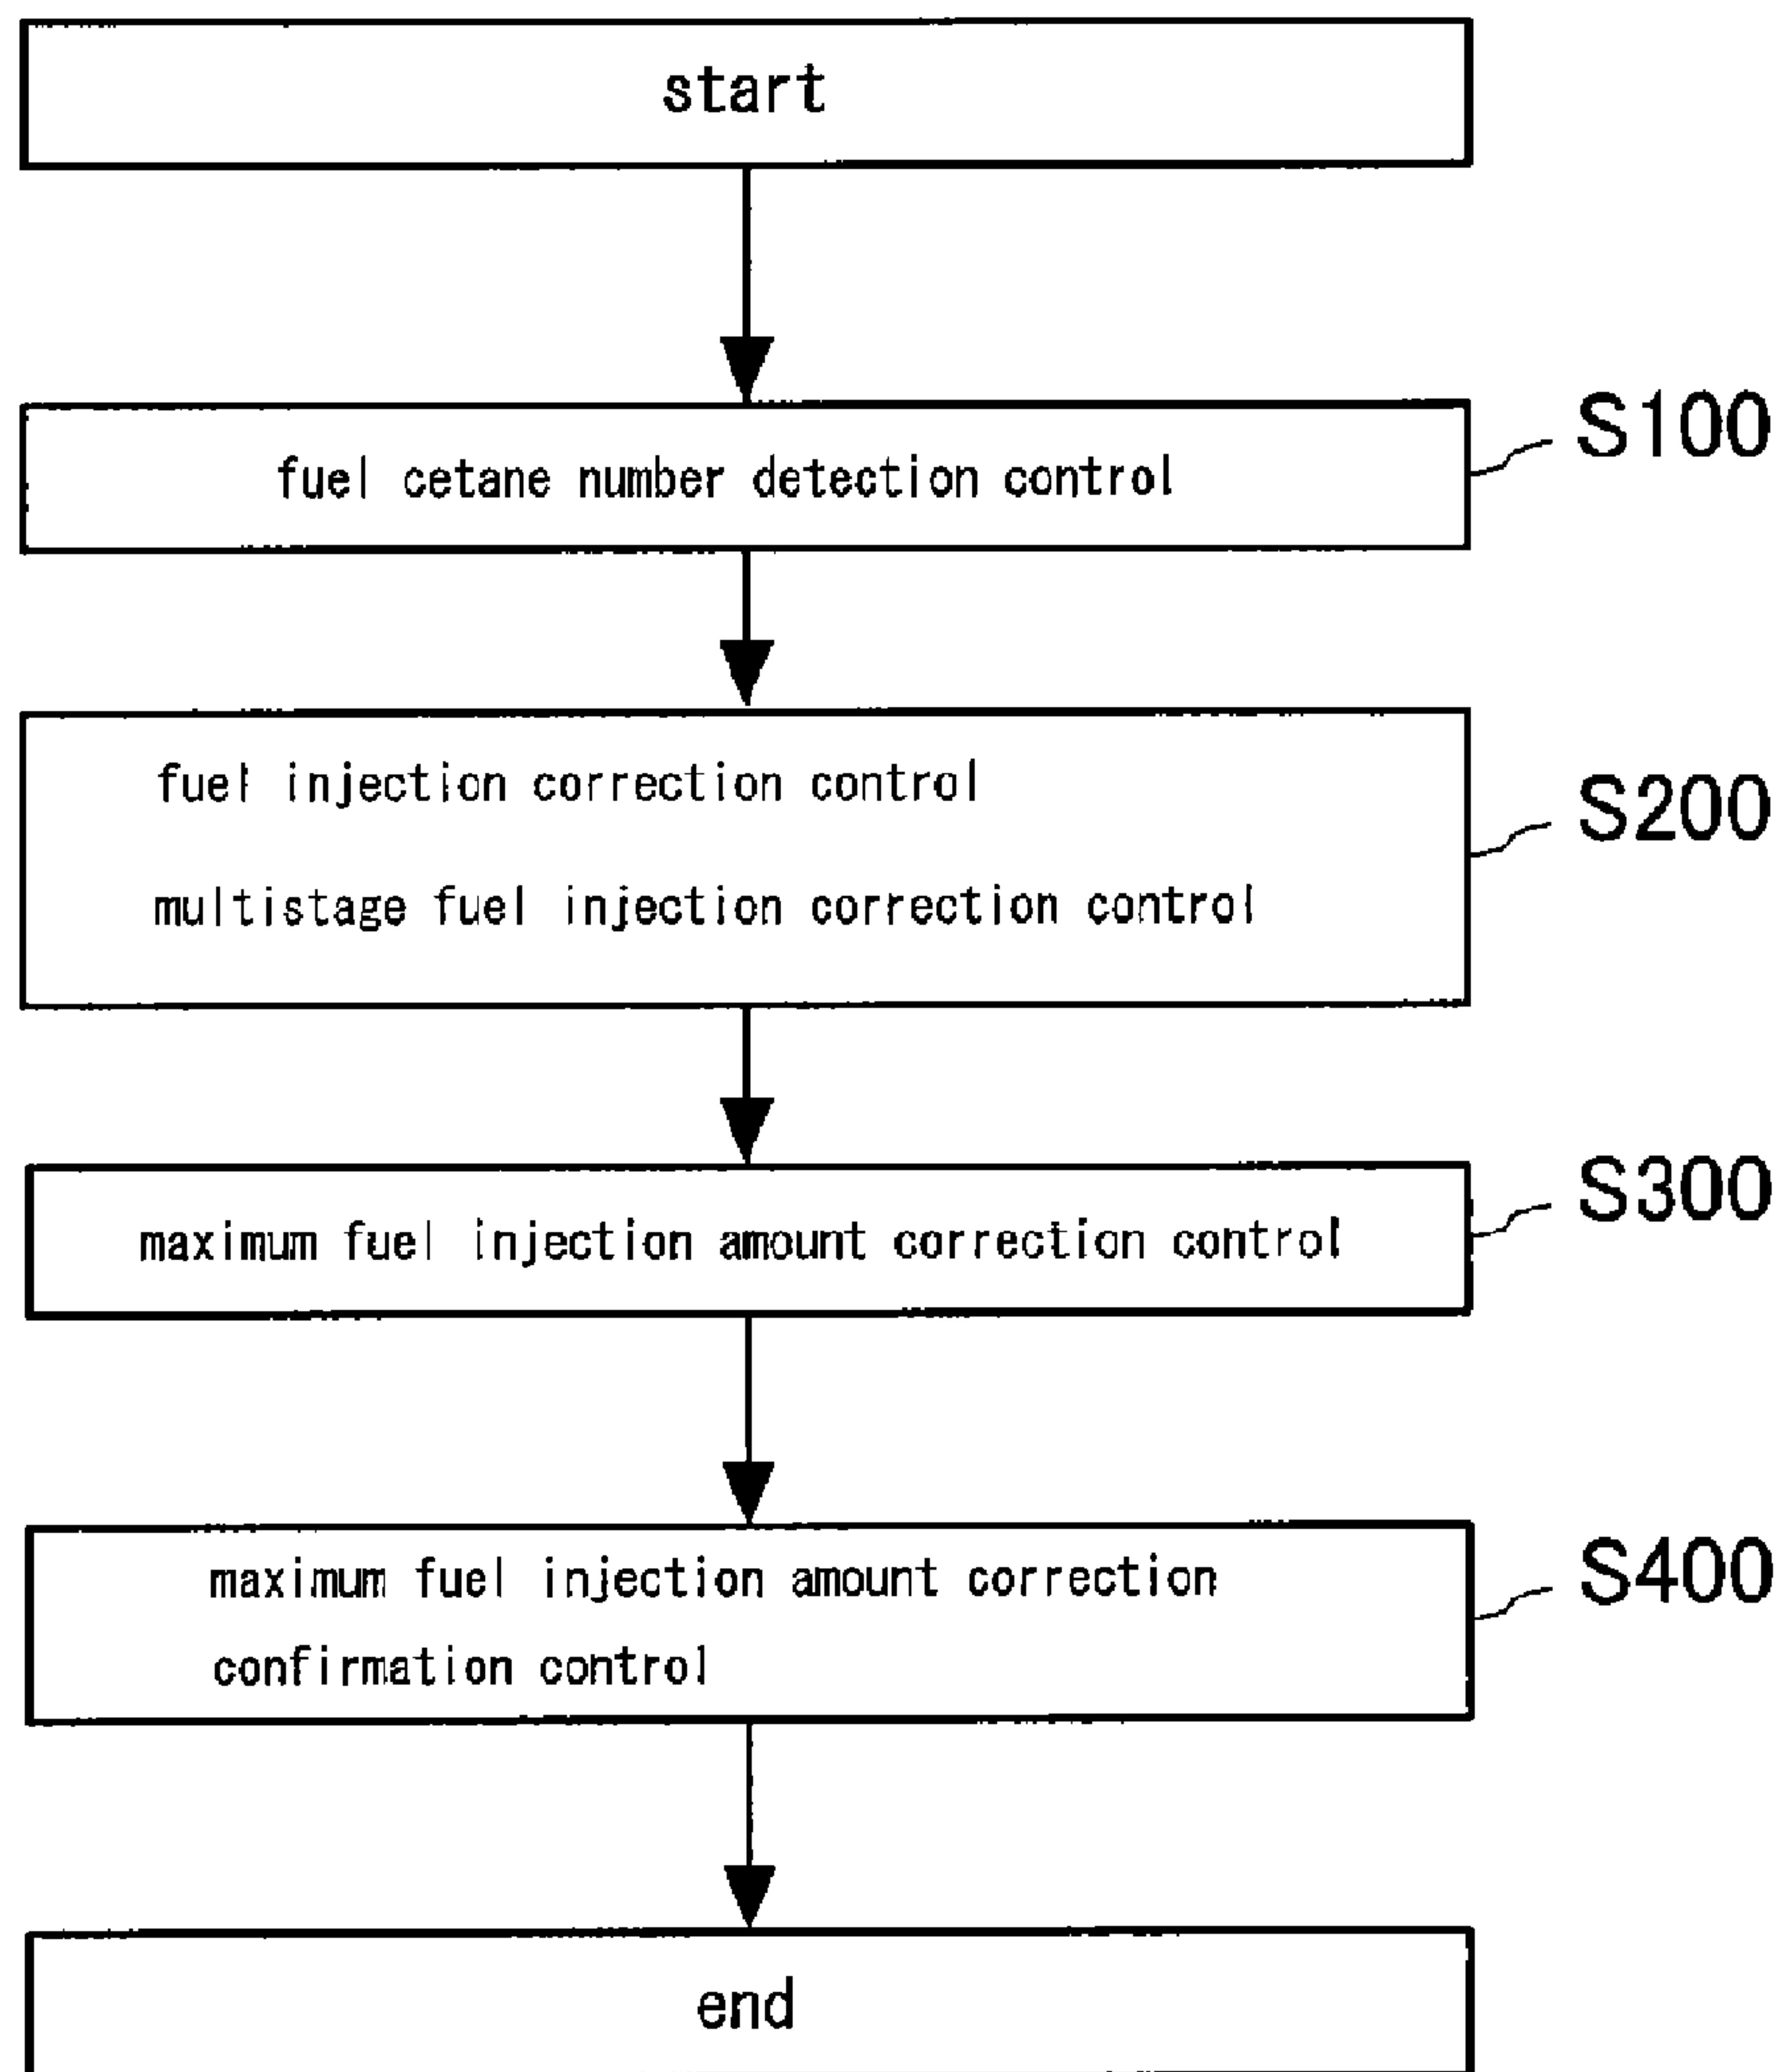 start
fuel cetane number detection control
S100
fuel injection correction control
multistage fuel injection correction control
S200
maximum fuel injection amount correction control
S300
maximum fuel injection amount correction
confirmation control
S400
end